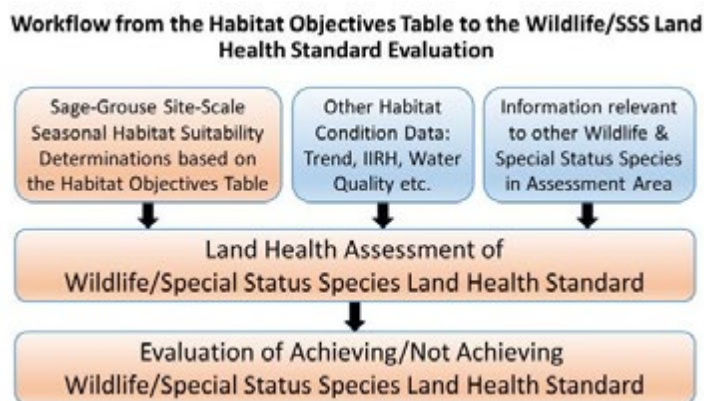 Workflow from the Habitat Objectives Table to the Wildlife/SSS Land
Health Standard Evaluation
Sage-Grouse Site-Scale
Seasonal Habitat Suitability
Determinations based on
the Habitat Objectives Table
Other Habitat
Condition Data:
Trend, IIRH, Water
Quality etc.
Information relevant
to other Wildlife &
Special Status Species
in Assessment Area
Land Health Assessment of
Wildlife/Special Status Species Land Health Standard
Evaluation of Achieving/Not Achieving
Wildlife/Special Status Species Land Health Standard